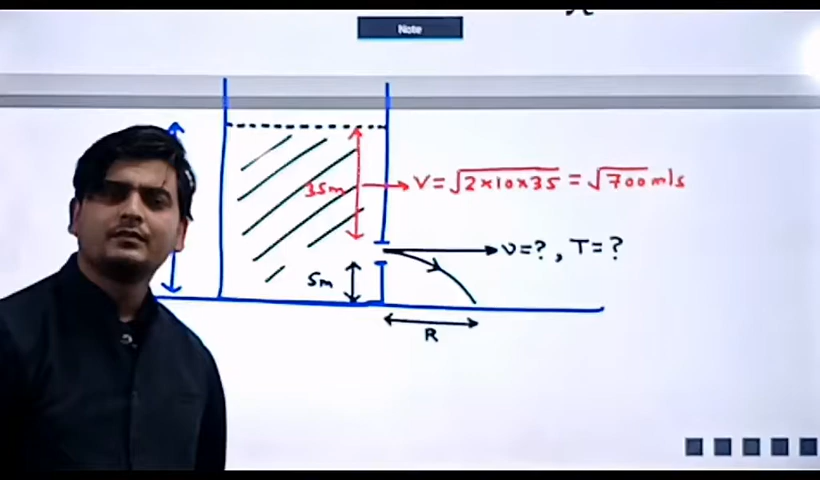 Note
35m
V = √2×10×35 = √700 m/s
v=? , T=?
5m
R